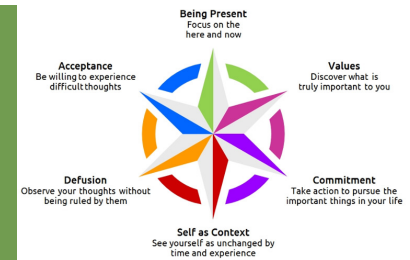 Being Present
Focus on the
here and now
Acceptance
Be willing to experience
difficult thoughts
Values
Discover what is
truly important to you
Defusion
Observe your thoughts without
being ruled by them
Commitment
Take action to pursue the
important things in your life
Self as Context
See yourself as unchanged by
time and experience